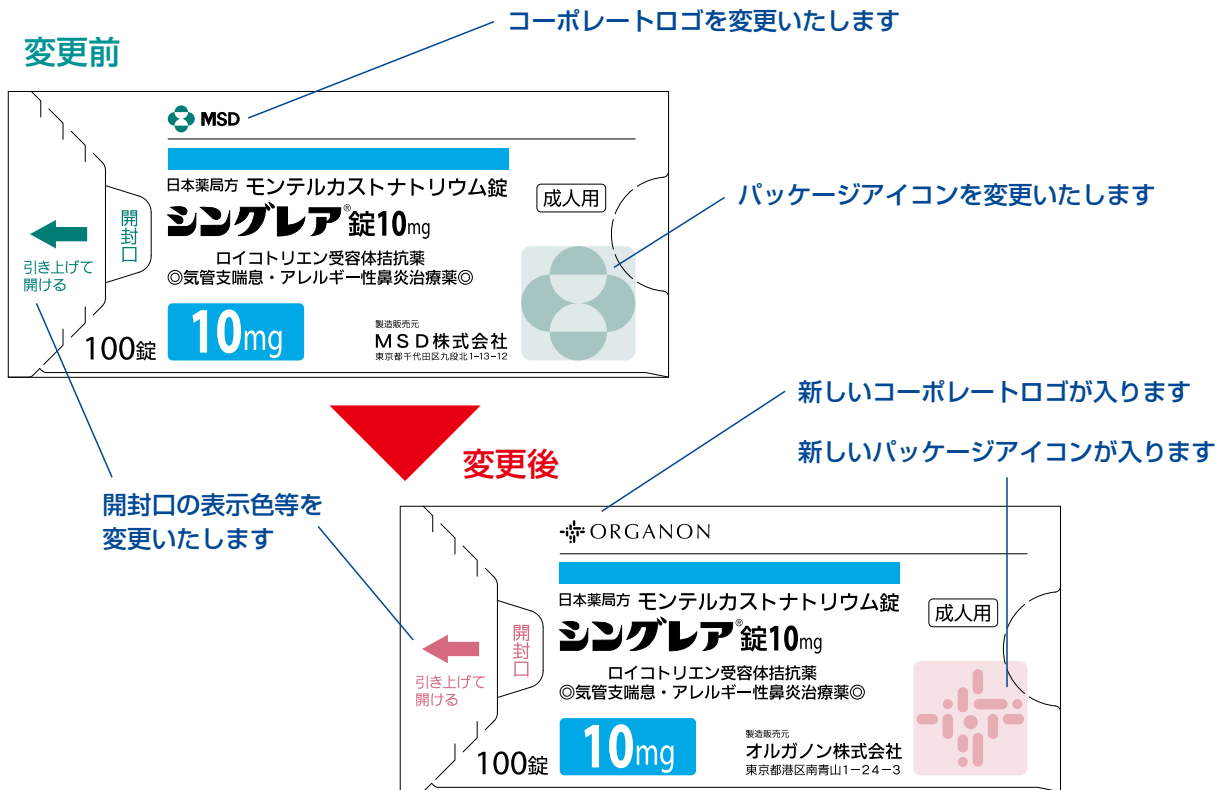 コーポレートロゴを変更いたします
変更前
MSD
日本薬局方 モンテルカストナトリウム錠
シングレア®錠10mg
成人用
パッケージアイコンを変更いたします
開封口
引き上げて
開ける
ロイコトリエン受容体拮抗薬
◎気管支喘息・アレルギー性鼻炎治療薬◎
100錠
10mg
製造販売元
MSD株式会社
東京都千代田区九段北1-13-12
新しいコーポレートロゴが入ります
新しいパッケージアイコンが入ります
変更後
開封口の表示色等を
変更いたします
ORGANON
日本薬局方 モンテルカストナトリウム錠
シングレア®錠10mg
成人用
開封口
引き上げて
開ける
ロイコトリエン受容体拮抗薬
◎気管支喘息・アレルギー性鼻炎治療薬◎
100錠
10mg
製造販売元
オルガノン株式会社
東京都港区南青山1-24-3